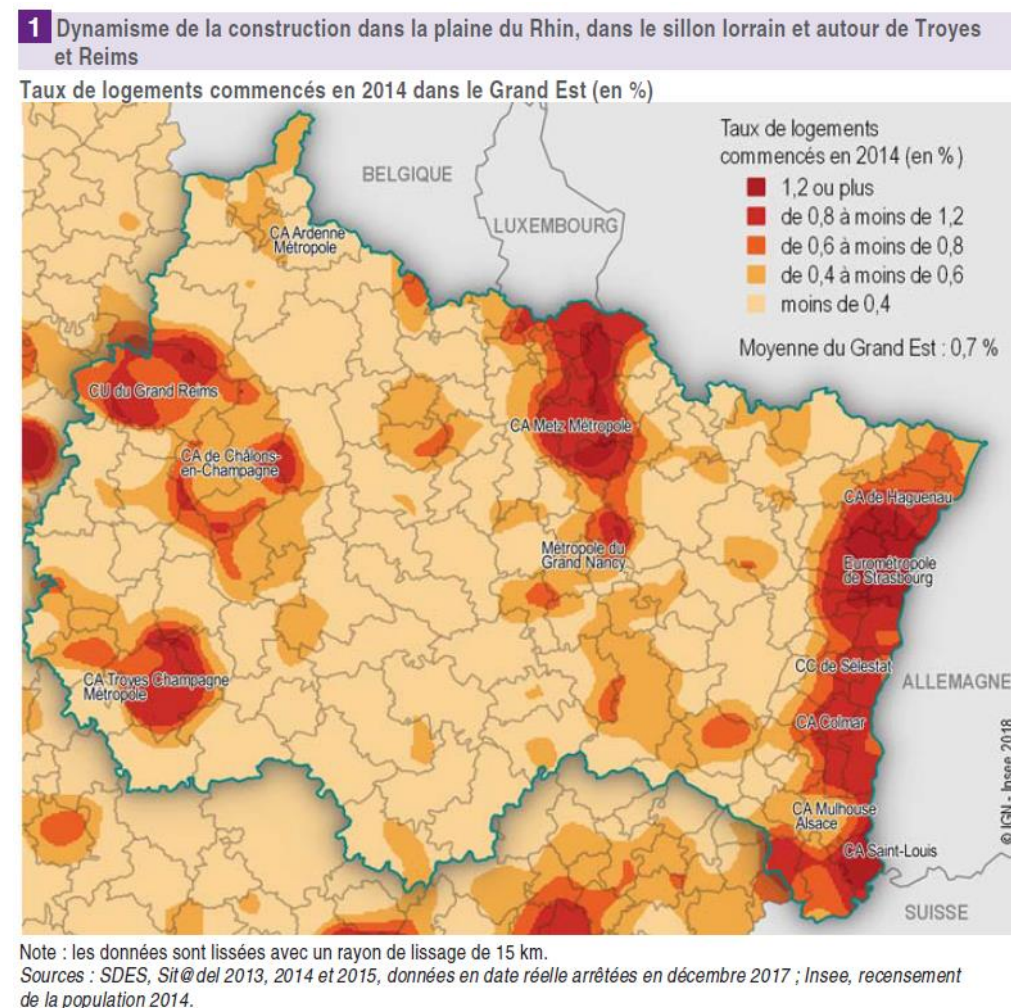 1 Dynamisme de la construction dans la plaine du Rhin, dans le sillon lorrain et autour de Troyes
et Reims
Taux de logements commencés en 2014 dans le Grand Est (en %)
Taux de logements
commencés en 2014 (en %)
1,2 ou plus
de 0,8 à moins de 1,2
de 0,6 à moins de 0,8
de 0,4 à moins de 0,6
moins de 0,4
Moyenne du Grand Est : 0,7 %
BELGIQUE
LUXEMBOURG
CA Ardenne
Métropole
CU du Grand Reims
CA Metz Métropole
CA de Châlons-
en-Champagne
CA de Haguenau
Métropole du
Grand Nancy
Eurométropole
de Strasbourg
CC de Sélestat
CA Troyes Champagne
Métropole
ALLEMAGNE
CA Colmar
CA Mulhouse
Alsace
CA Saint-Louis
SUISSE
© IGN - Insee 2018
Note : les données sont lissées avec un rayon de lissage de 15 km.
Sources : SDES, Sit@del 2013, 2014 et 2015, données en date réelle arrêtées en décembre 2017 ; Insee, recensement
de la population 2014.